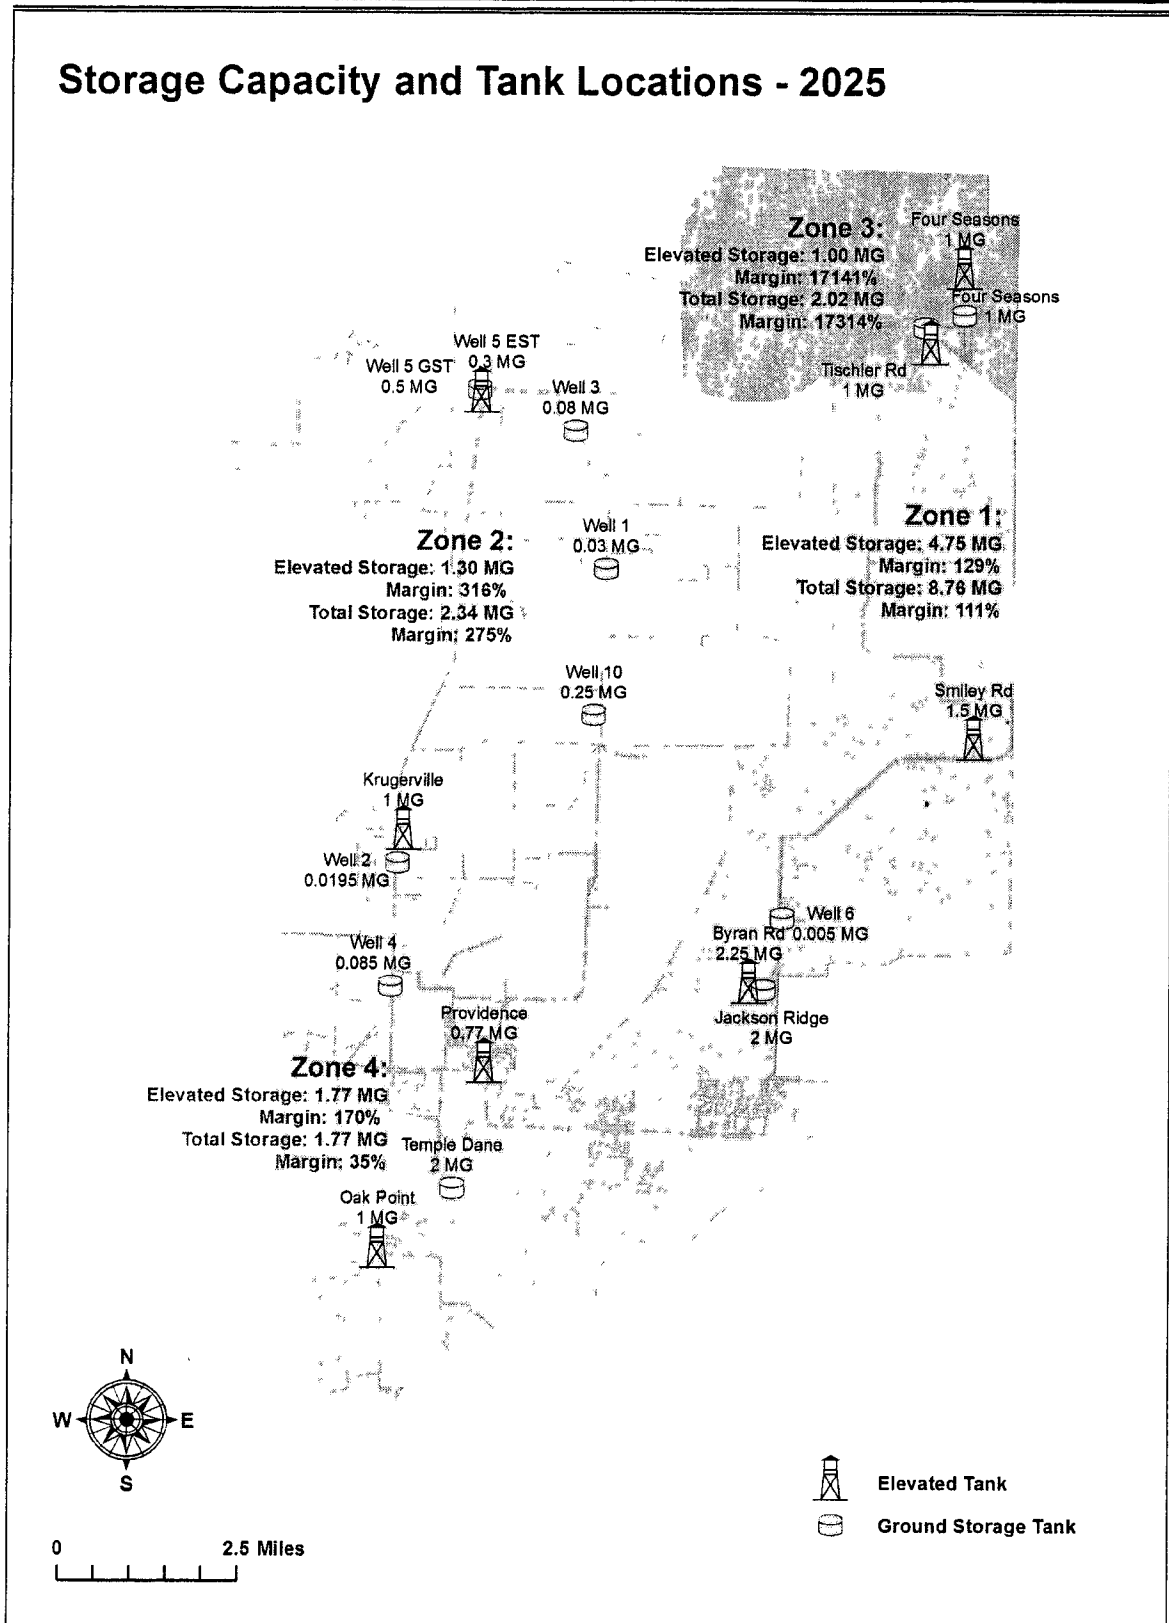 Storage Capacity and Tank Locations - 2025
Zone 3:
Elevated Storage: 1.00 MG
Margin: 17141%
Total Storage: 2.02 MG
Margin: 17314%
Four Seasons
1 MG
Four Seasons
1 MG
Tischler Rd
1 MG
Well 5 EST
0.3 MG
Well 5 GST
0.5 MG
Well 3
0.08 MG
Zone 1:
Elevated Storage: 4.75 MG
Margin: 129%
Total Storage: 8.76 MG
Margin: 111%
Well 1
0.03 MG
Zone 2:
Elevated Storage: 1.30 MG
Margin: 316%
Total Storage: 2.34 MG
Margin: 275%
Well 10
0.25 MG
Smiley Rd
1.5 MG
Krugerville
1 MG
Well 2
0.0195 MG
Well 6
0.005 MG
Byran Rd
2.25 MG
Well 4
0.085 MG
Jackson Ridge
2 MG
Providence
0.77 MG
Zone 4:
Elevated Storage: 1.77 MG
Margin: 170%
Total Storage: 1.77 MG
Margin: 35%
Temple Dane
2 MG
Oak Point
1 MG
N
W
E
S
Elevated Tank
Ground Storage Tank
0
2.5 Miles